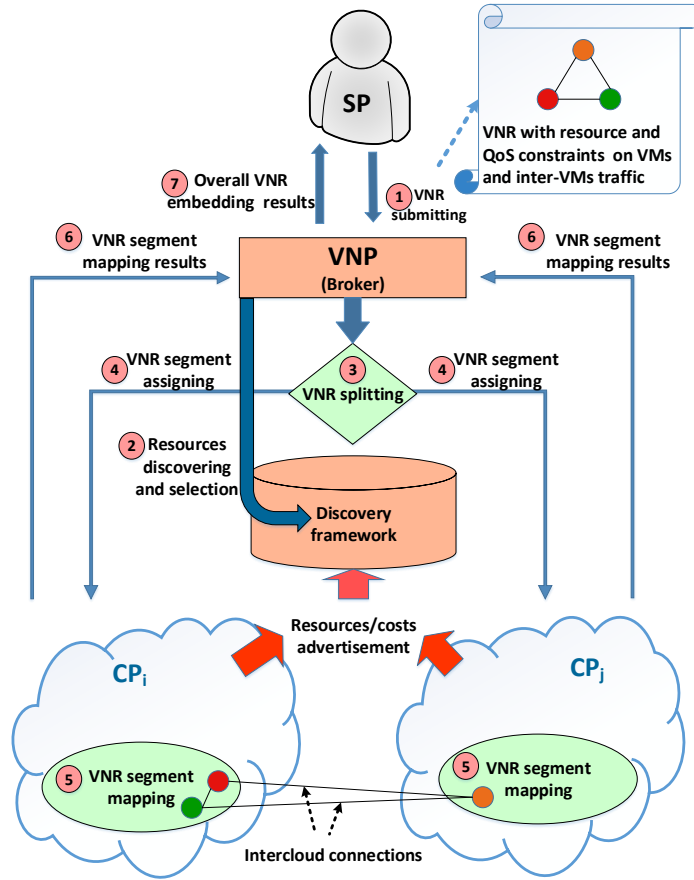 SP
VNR with resource and
QoS constraints on VMs
and inter-VMs traffic
7 Overall VNR
embedding results
1 VNR
submitting
6 VNR segment
mapping results
6 VNR segment
mapping results
VNP
(Broker)
4 VNR segment
assigning
3
VNR splitting
4 VNR segment
assigning
2 Resources
discovering
and selection
Discovery
framework
Resources/costs
advertisement
CPi
CPj
5 VNR segment
mapping
5 VNR segment
mapping
Intercloud connections